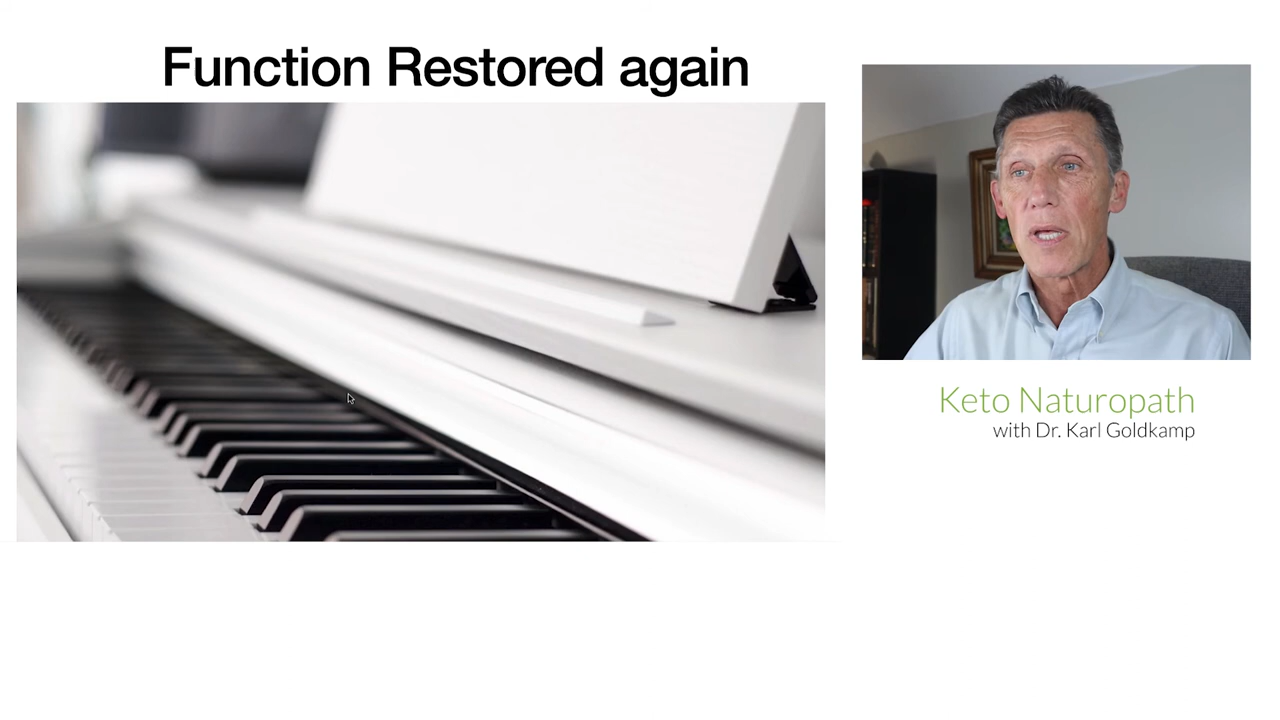 Function Restored again
Keto Naturopath
with Dr. Karl Goldkamp